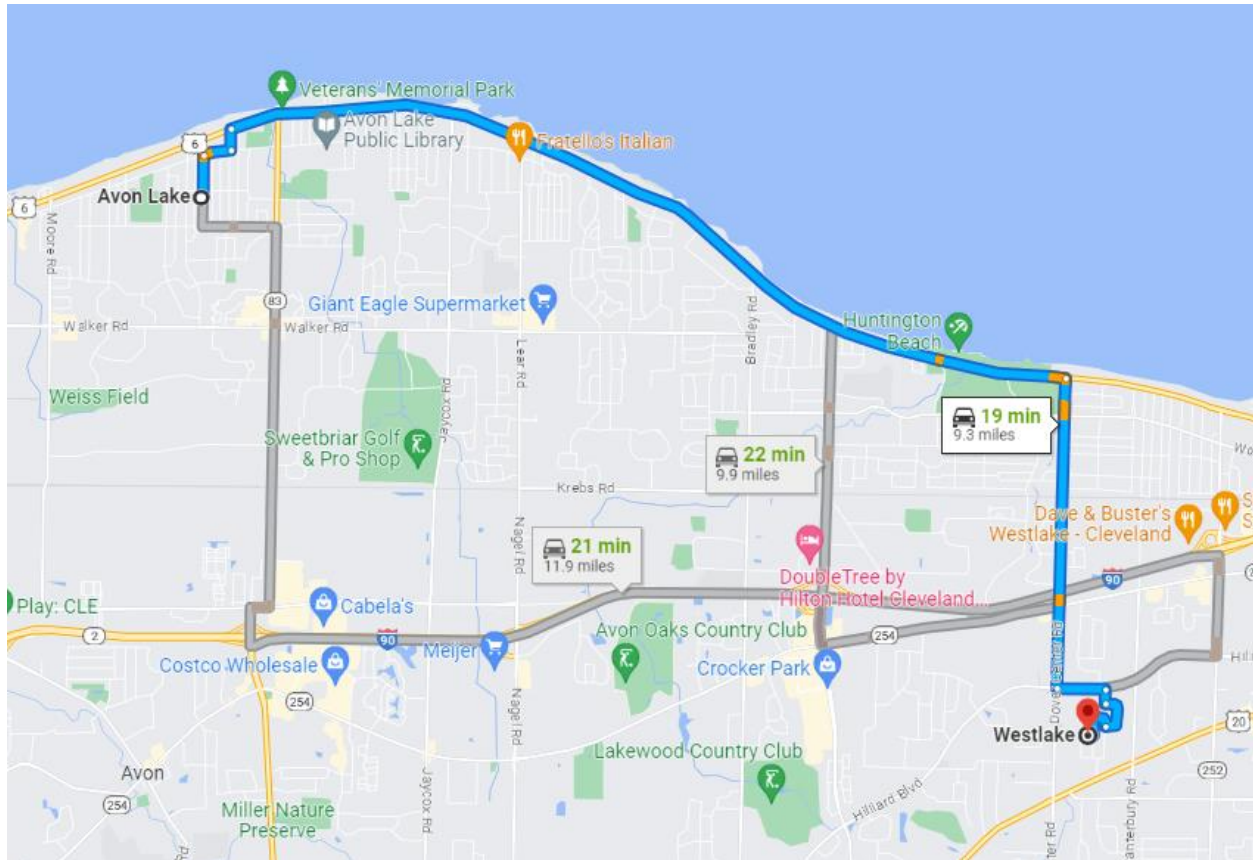 Veterans' Memorial Park
Avon Lake
Public Library
Fratello's Italian
6
Avon Lake
6
Moore Rd
83
Giant Eagle Supermarket
Walker Rd
Walker Rd
Lear Rd
Bradley Rd
Huntington
Beach
Weiss Field
Jaycox Rd
Sweetbriar Golf
& Pro Shop
19 min
9.3 miles
22 min
9.9 miles
Krebs Rd
Dave & Buster's
Westlake - Cleveland
Nagel Rd
21 min
11.9 miles
DoubleTree by
Hilton Hotel Cleveland...
90
Play: CLE
Cabela's
2
90
Meijer
Avon Oaks Country Club
254
Costco Wholesale
Crocker Park
254
Nagel Rd
Westlake
20
Lakewood Country Club
252
Avon
254
Jaycox Rd
Hilliard Blvd
Miller Nature
Preserve